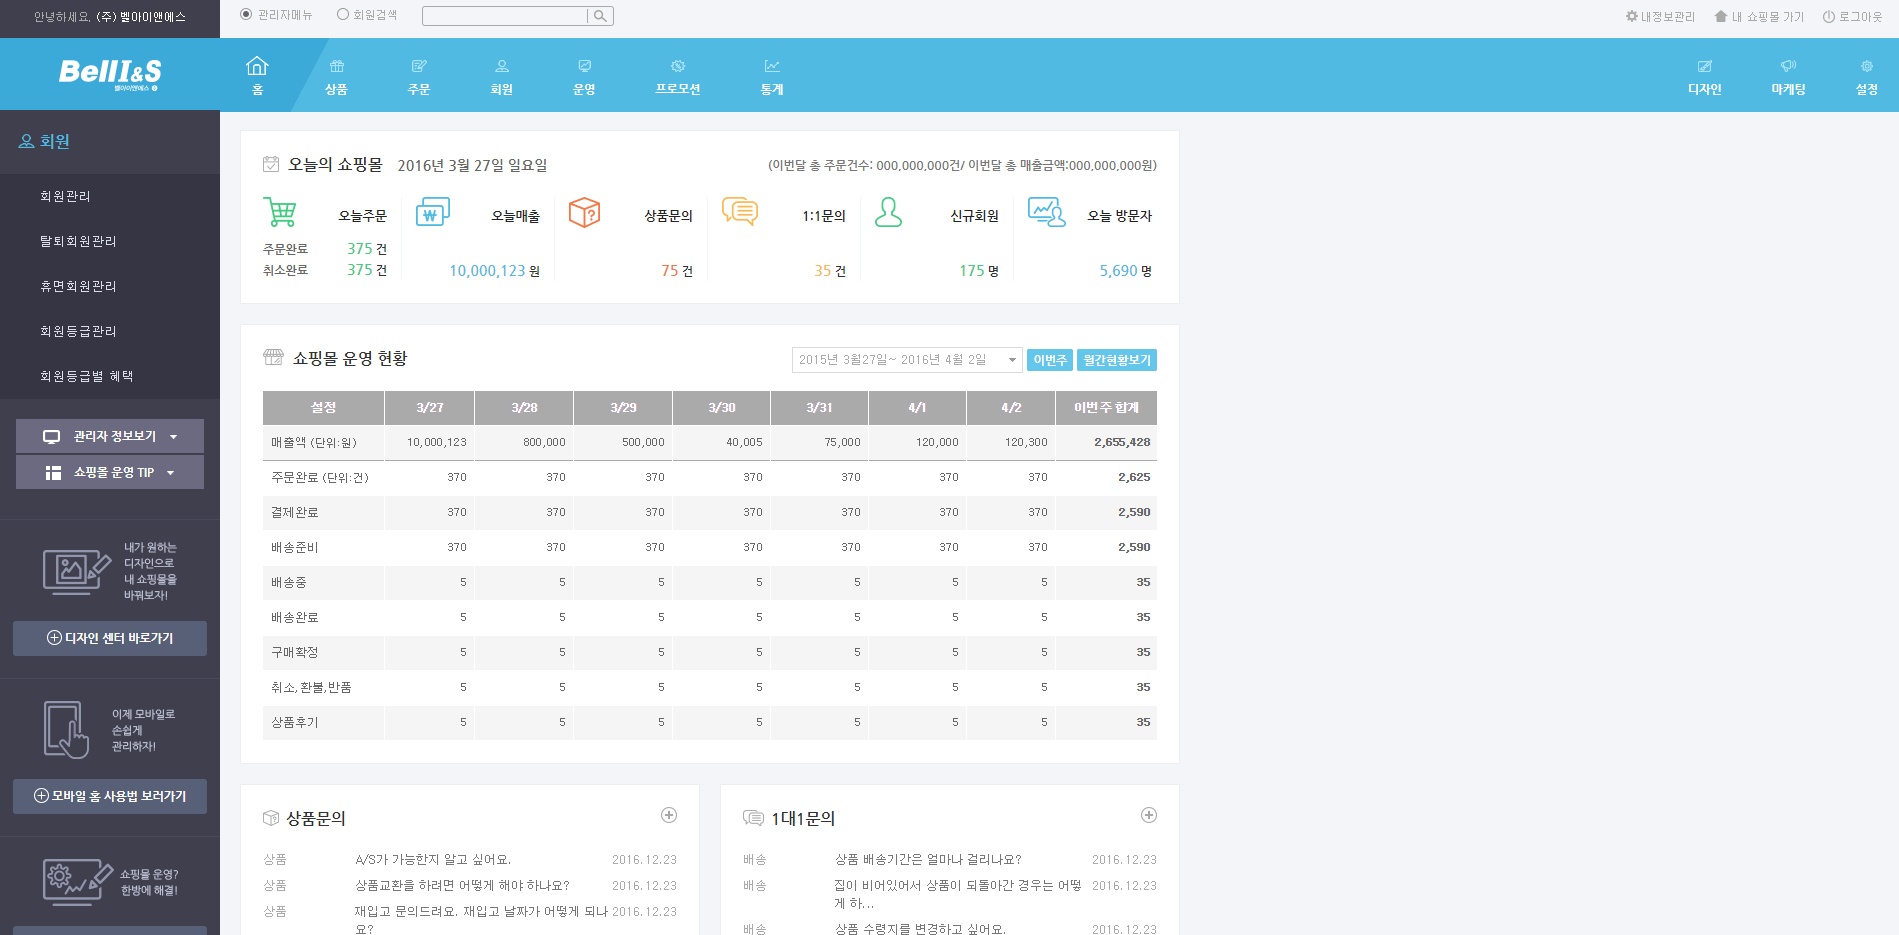 안녕하세요, (주) 벨아이앤에스
관리자메뉴 회원검색
내정보관리 내 쇼핑몰 가기 로그아웃
BellI&S
벨아이앤에스
홈 상품 주문 회원 운영 프로모션 통계 디자인 마케팅 설정
회원
회원관리
탈퇴회원관리
휴면회원관리
회원등급관리
회원등급별 혜택
관리자 정보보기
쇼핑몰 운영 TIP
내가 원하는
디자인으로
내 쇼핑몰을
바꿔보자!
디자인 센터 바로가기
이제 모바일로
손쉽게
관리하자!
모바일 홈 사용법 보러가기
쇼핑몰 운영?
한방에 해결!
오늘의 쇼핑몰 2016년 3월 27일 일요일 (이번달 총 주문건수: 000,000,000건/ 이번달 총 매출금액:000,000,000원)
오늘주문 오늘매출 상품문의 1:1문의 신규회원 오늘 방문자
주문완료 375 건
취소완료 375 건 10,000,123 원 75 건 35 건 175 명 5,690 명
쇼핑몰 운영 현황 2015년 3월27일~ 2016년 4월 2일 이번주 월간현황보기
설정 3/27 3/28 3/29 3/30 3/31 4/1 4/2 이번주 합계
매출액 (단위:원) 10,000,123 800,000 500,000 40,005 75,000 120,000 120,300 2,655,428
주문완료 (단위:건) 370 370 370 370 370 370 370 2,625
결제완료 370 370 370 370 370 370 370 2,590
배송준비 370 370 370 370 370 370 370 2,590
배송중 5 5 5 5 5 5 5 35
배송완료 5 5 5 5 5 5 5 35
구매확정 5 5 5 5 5 5 5 35
취소,환불,반품 5 5 5 5 5 5 5 35
상품후기 5 5 5 5 5 5 5 35
상품문의
상품 A/S가 가능한지 알고 싶어요. 2016.12.23
상품 상품교환을 하려면 어떻게 해야 하나요? 2016.12.23
상품 재입고 문의드려요. 재입고 날짜가 어떻게 되나 2016.12.23
요?
1대1문의
배송 상품 배송기간은 얼마나 걸리나요? 2016.12.23
배송 집이 비어있어서 상품이 되돌아간 경우는 어떻 2016.12.23
게 하...
배송 상품 수령지를 변경하고 싶어요. 2016.12.23